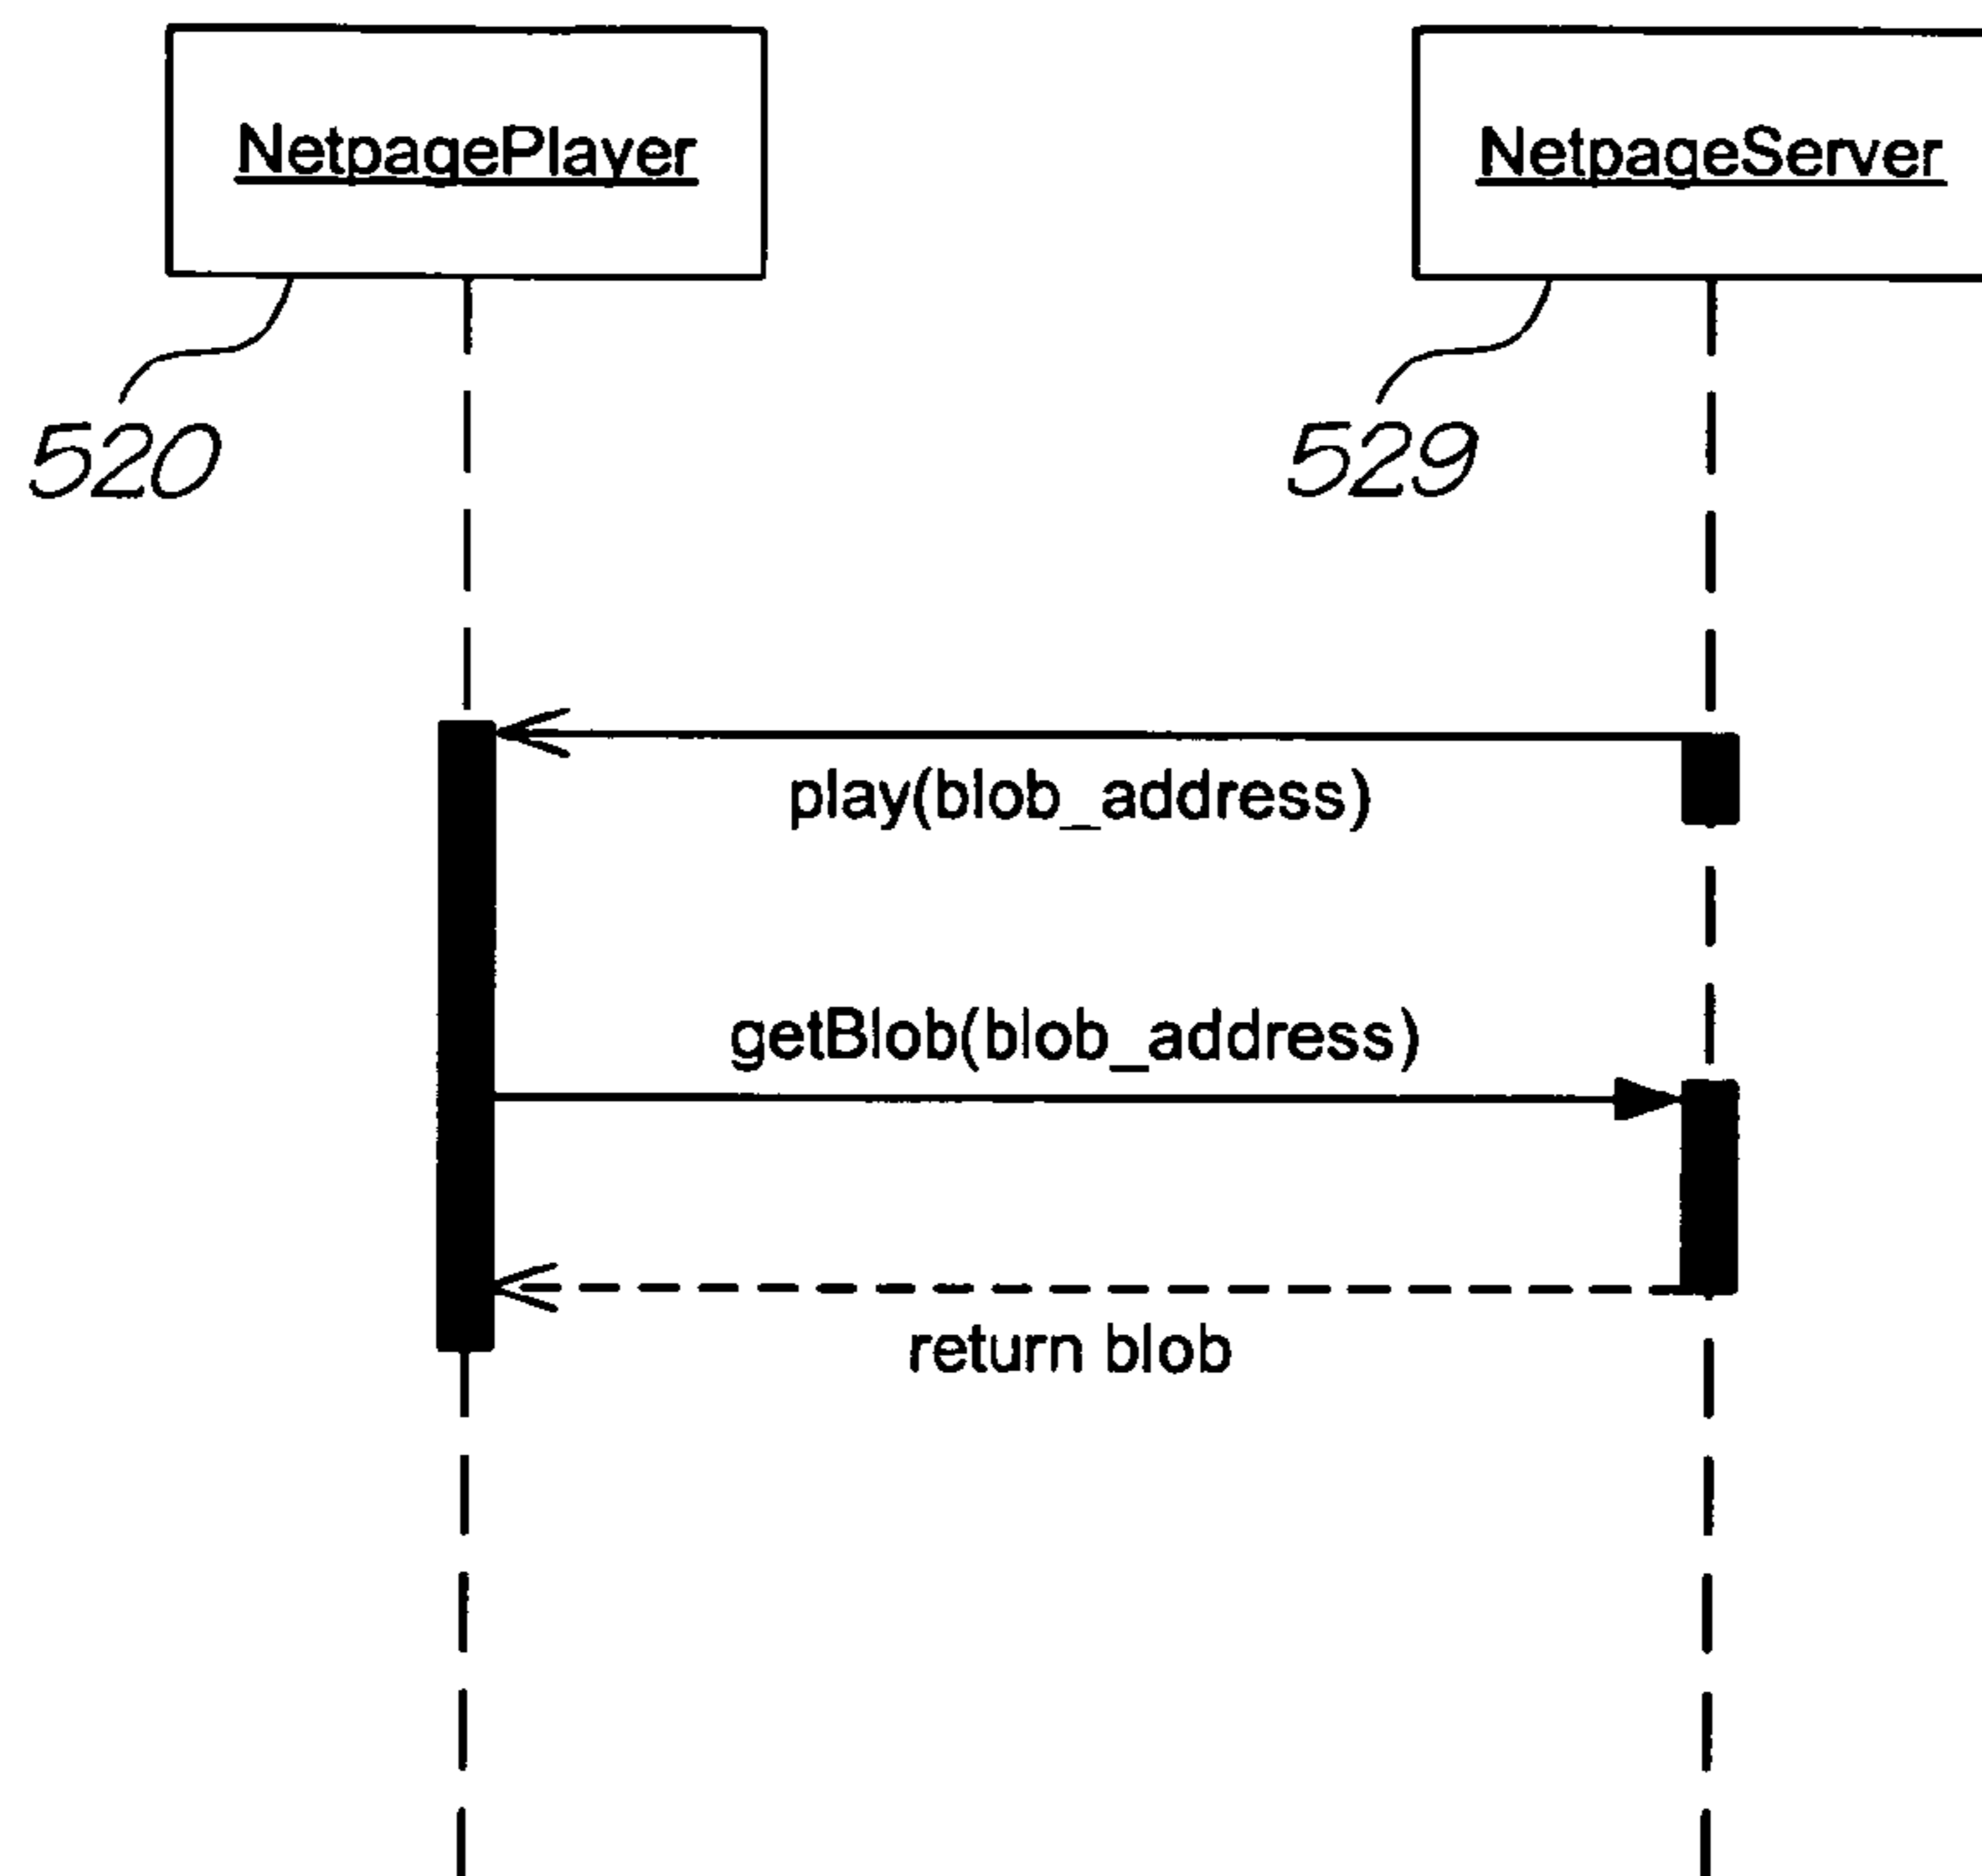 NetpagePlayer
NetpageServer
520
529
play(blob_address)
getBlob(blob_address)
return blob